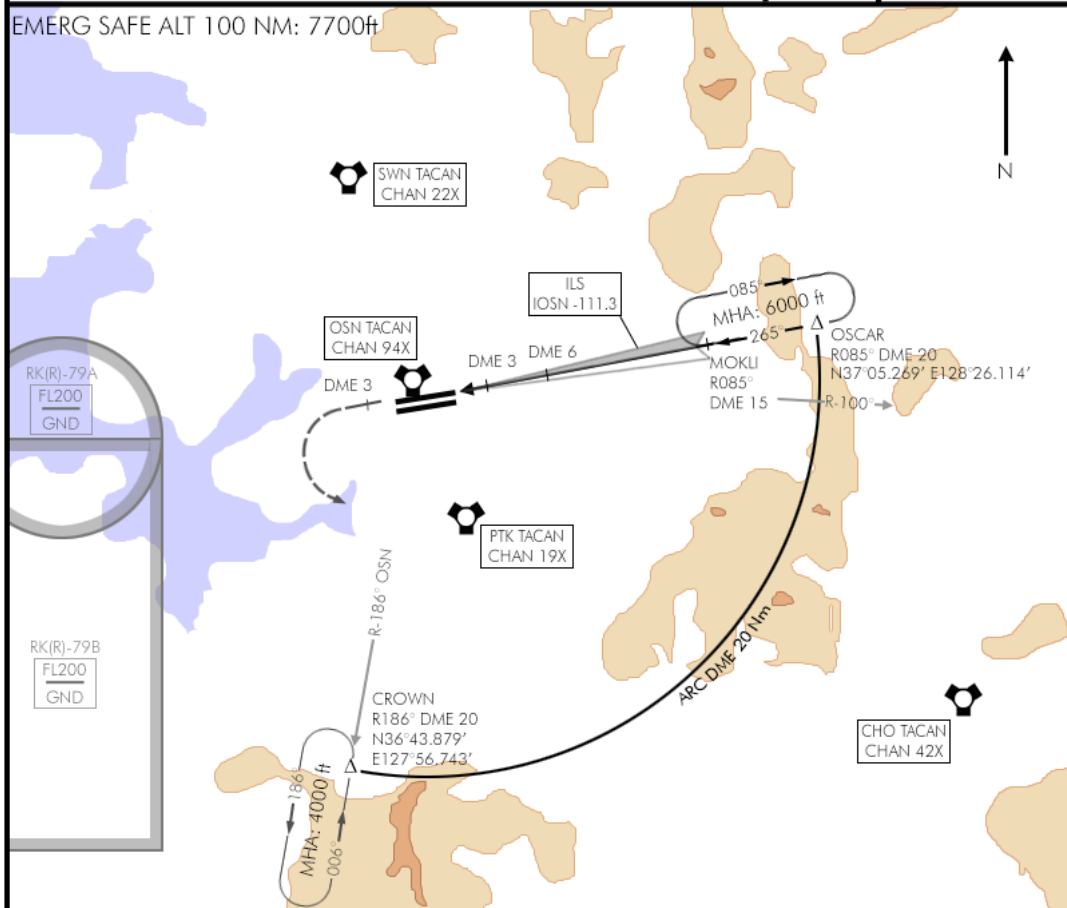 EMERG SAFE ALT 100 NM: 7700ft
N
SWN TACAN
CHAN 22X
ILS
IOSN -111.3
085°
MHA: 6000 ft
265°
OSCAR
R085° DME 20
N37°05.269’ E128°26.114’
OSN TACAN
CHAN 94X
DME 3
DME 6
DME 3
MOKLI
R085°
DME 15
R-100°
RK(R)-79A
FL200
GND
PTK TACAN
CHAN 19X
R-186° OSN
RK(R)-79B
FL200
GND
ARC DME 20 Nm
CROWN
R186° DME 20
N36°43.879’
E127°56.743’
CHO TACAN
CHAN 42X
186°
MHA: 4000 ft
006°